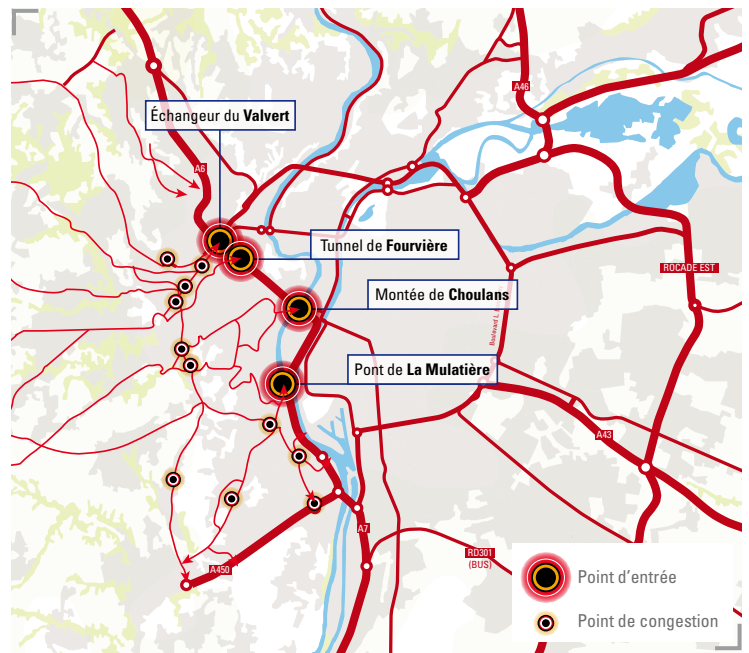 A46
Échangeur du Valvert
A6
Tunnel de Fourvière
ROCADE EST
Montée de Choulans
Boulevard L.
Pont de La Mulatière
A43
A7
RD301
(BUS)
A450
Point d'entrée
Point de congestion